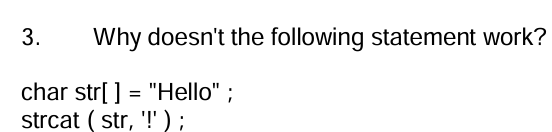 3. Why doesn't the following statement work?
char str[ ] = "Hello" ;
strcat ( str, '!' ) ;